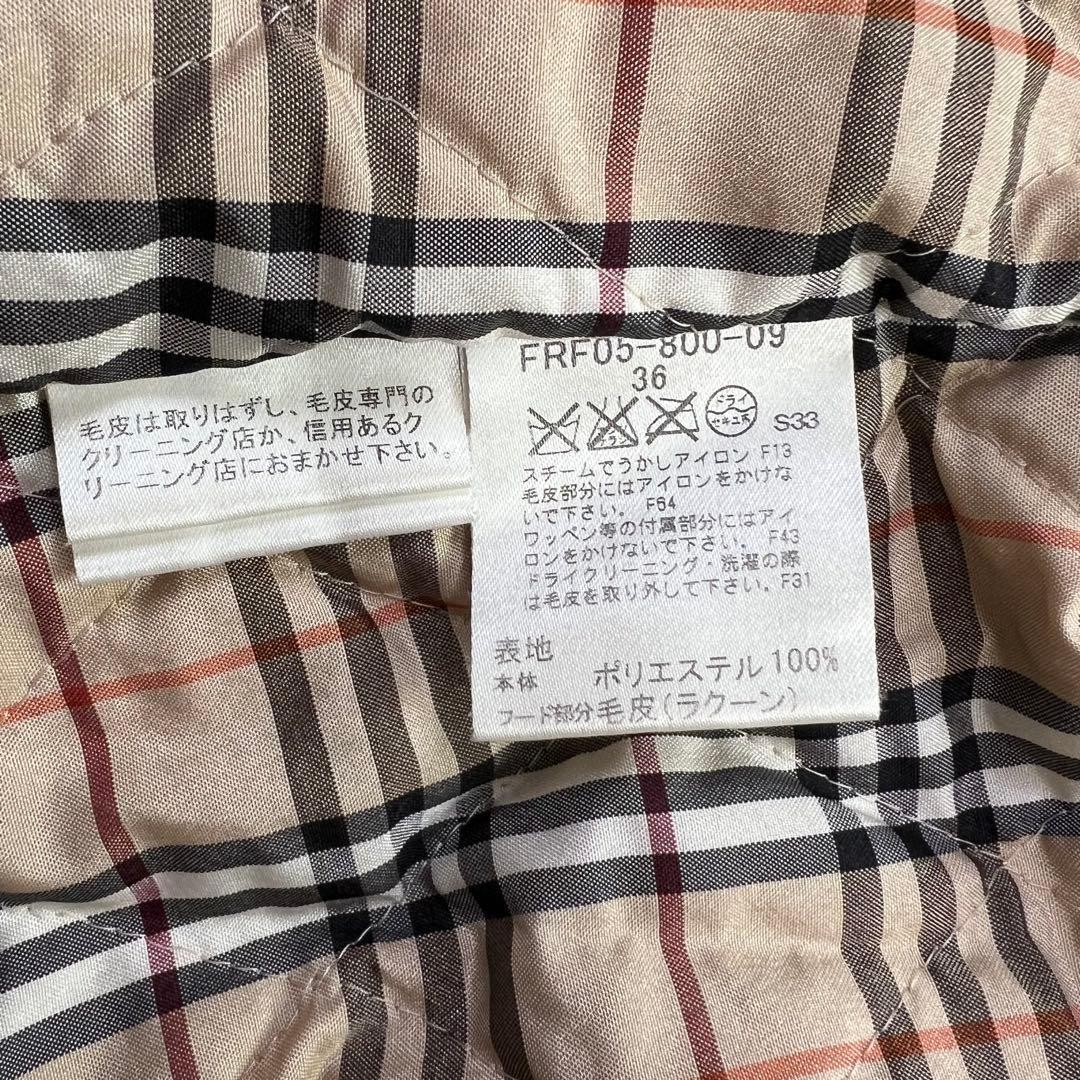 毛皮は取りはずし、毛皮専門の
クリーニング店か、信用あるク
リーニング店におまかせ下さい。
FRF05-800-09
36
ドライ
セキユ系
S33
スチームでうかしアイロン F13
毛皮部分にはアイロンをかけな
いで下さい。 F64
ワッペン等の付属部分にはアイ
ロンをかけないで下さい。 F43
ドライクリーニング・洗濯の際
は毛皮を取り外して下さい。F31
表地
本体 ポリエステル 100%
フード部分 毛皮(ラクーン)